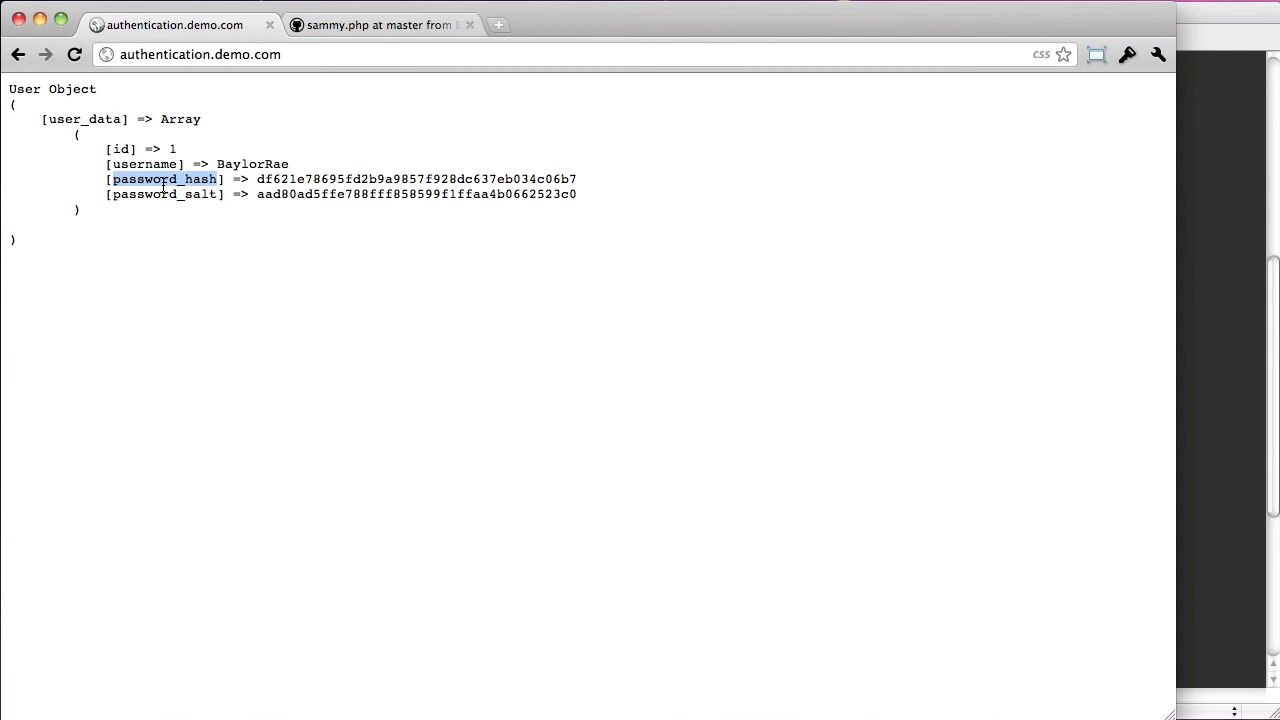 authentication.demo.com
sammy.php at master from
authentication.demo.com
css
User Object
(
[user_data] => Array
(
[id] => 1
[username] => BaylorRae
[password_hash] => df621e78695fd2b9a9857f928dc637eb034c06b7
[password_salt] => aad80ad5ffe788fff858599f1ffaa4b0662523c0
)
)